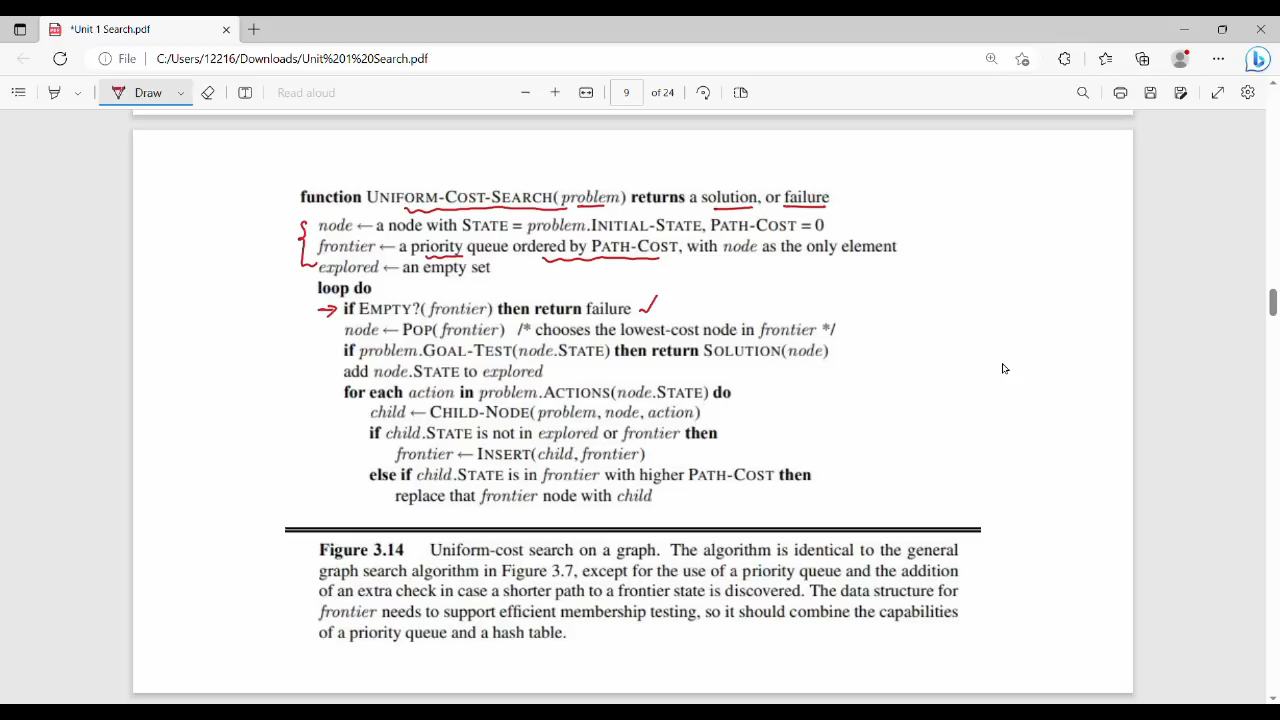 *Unit 1 Search.pdf
File C:/Users/12216/Downloads/Unit%201%20Search.pdf
Draw Read aloud 9 of 24
function UNIFORM-COST-SEARCH(problem) returns a solution, or failure
node ← a node with STATE = problem.INITIAL-STATE, PATH-COST = 0
frontier ← a priority queue ordered by PATH-COST, with node as the only element
explored ← an empty set
loop do
if EMPTY?(frontier) then return failure
node ← POP(frontier) /* chooses the lowest-cost node in frontier */
if problem.GOAL-TEST(node.STATE) then return SOLUTION(node)
add node.STATE to explored
for each action in problem.ACTIONS(node.STATE) do
child ← CHILD-NODE(problem, node, action)
if child.STATE is not in explored or frontier then
frontier ← INSERT(child, frontier)
else if child.STATE is in frontier with higher PATH-COST then
replace that frontier node with child
Figure 3.14 Uniform-cost search on a graph. The algorithm is identical to the general
graph search algorithm in Figure 3.7, except for the use of a priority queue and the addition
of an extra check in case a shorter path to a frontier state is discovered. The data structure for
frontier needs to support efficient membership testing, so it should combine the capabilities
of a priority queue and a hash table.